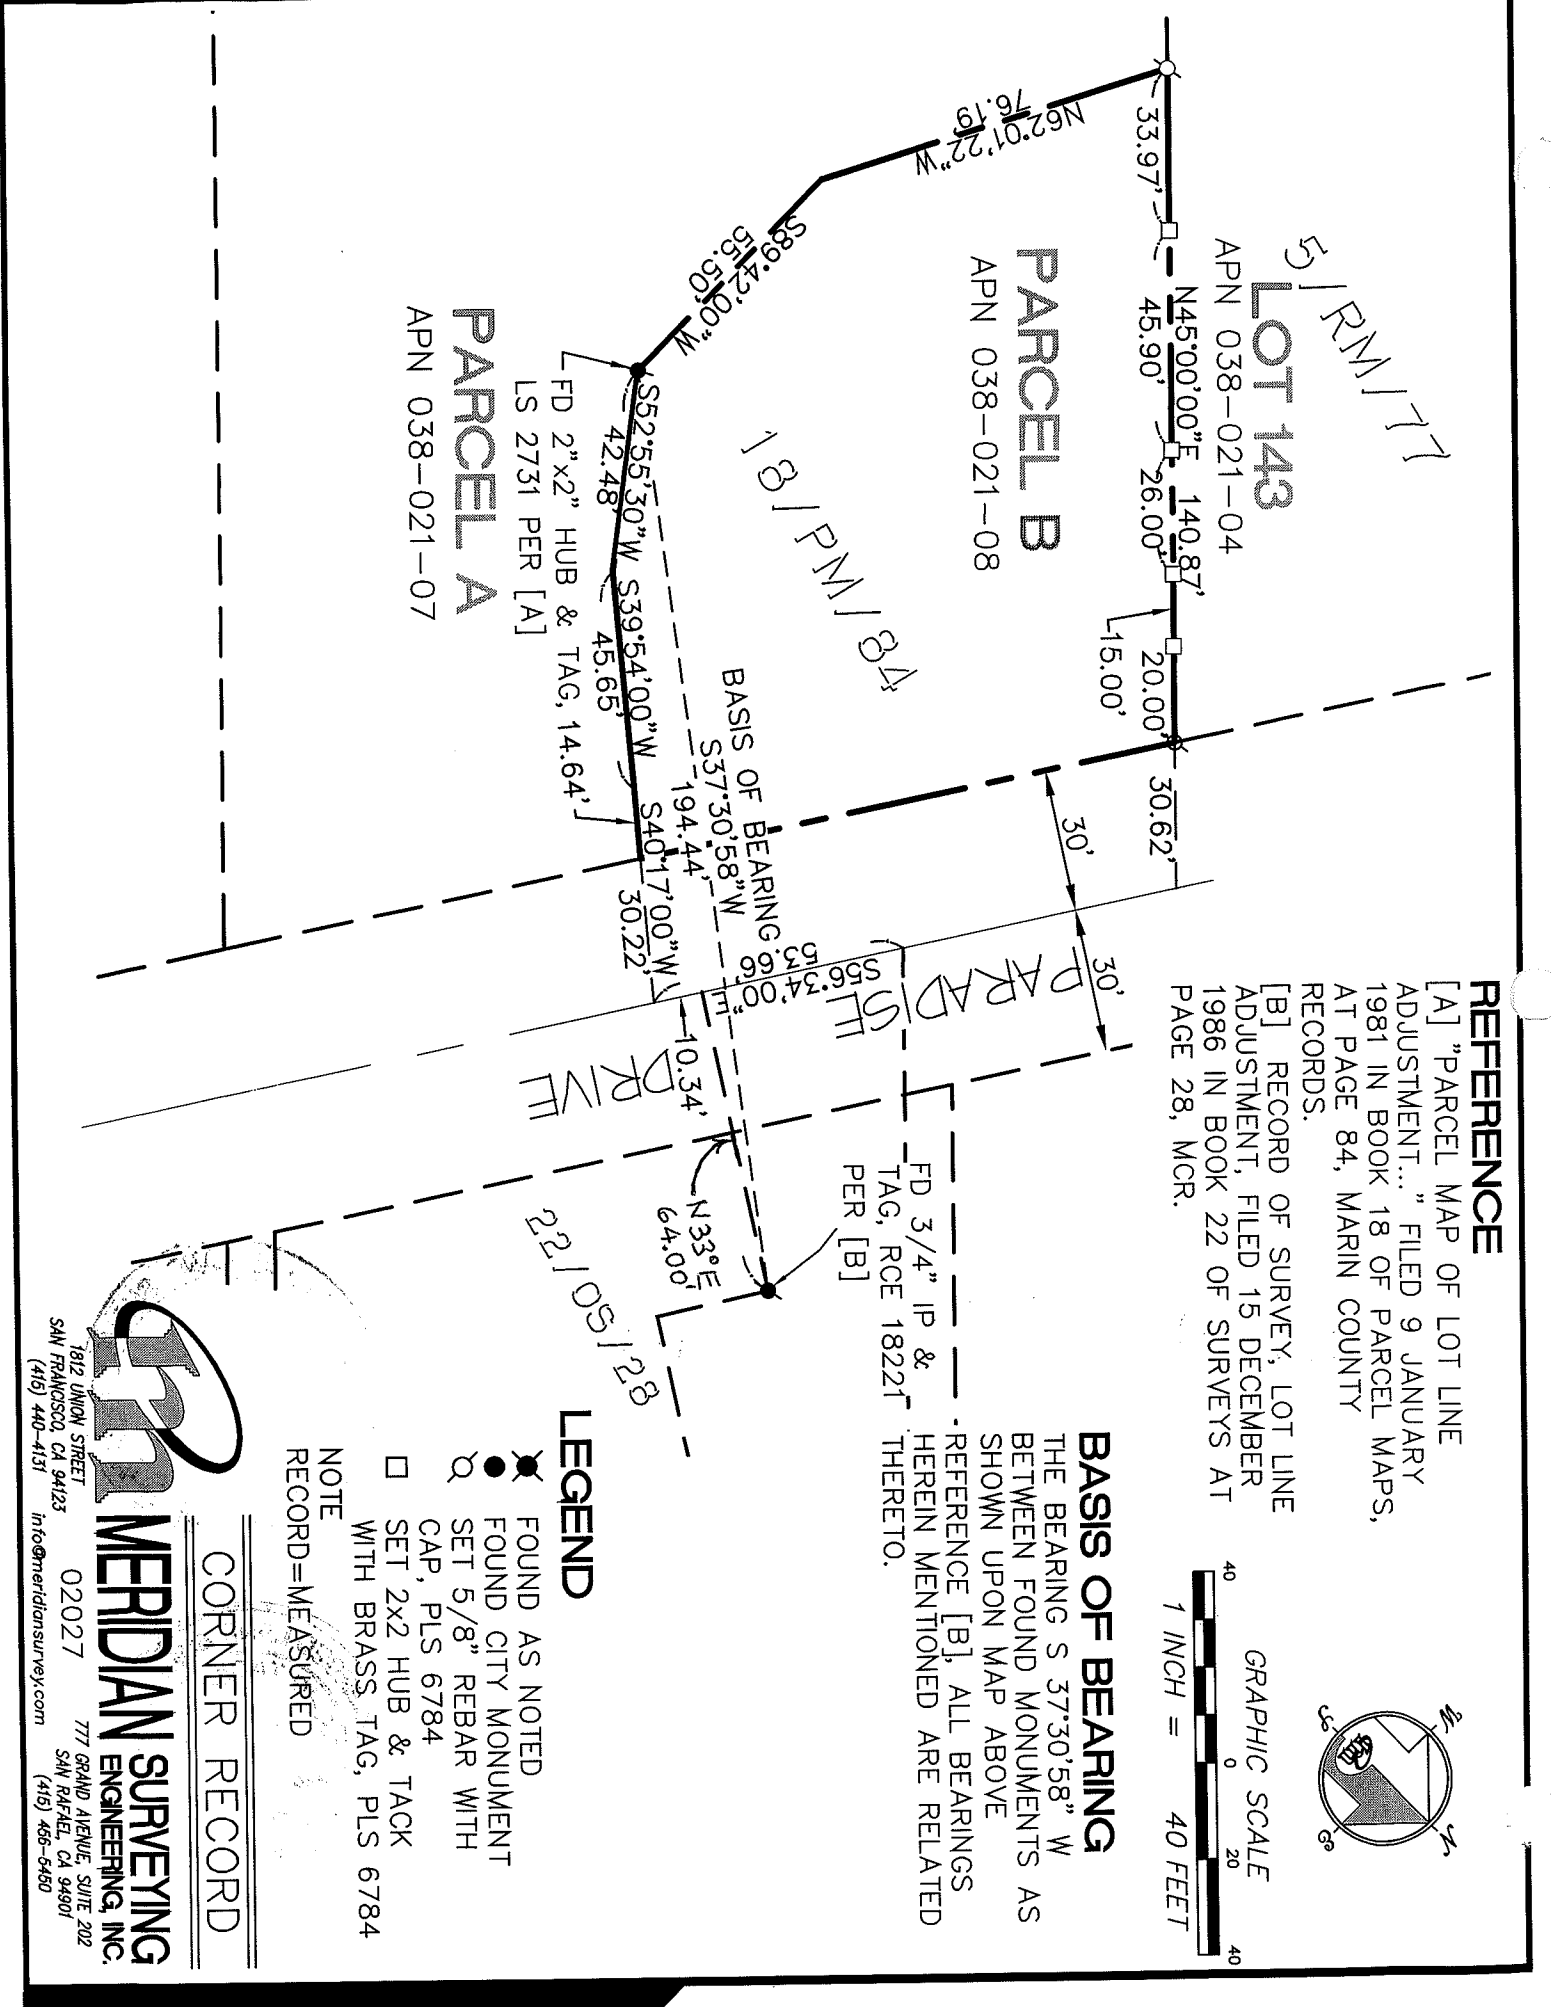 REFERENCE
[A] "PARCEL MAP OF LOT LINE
ADJUSTMENT..." FILED 9 JANUARY
1981 IN BOOK 18 OF PARCEL MAPS,
AT PAGE 84, MARIN COUNTY
RECORDS.
[B] RECORD OF SURVEY, LOT LINE
ADJUSTMENT, FILED 15 DECEMBER
1986 IN BOOK 22 OF SURVEYS AT
PAGE 28, MCR.
N
E
S
W
GRAPHIC SCALE
40
0
20
40
1 INCH = 40 FEET
BASIS OF BEARING
THE BEARING S 37°30'58" W
BETWEEN FOUND MONUMENTS AS
SHOWN UPON MAP ABOVE
REFERENCE [B], ALL BEARINGS
HEREIN MENTIONED ARE RELATED
THERETO.
51/RM/77
LOT 143
APN 038-021-04
N45°00'00"E 140.87'
33.97'
45.90'
26.00'
20.00'
15.00'
30.62'
PARCEL B
APN 038-021-08
18/PM/84
N62°01'22"W
76.19'
S89°42'00"W
55.50'
S52°55'30"W
42.48'
S39°54'00"W
45.65'
S40°17'00"W
30.22'
FD 2"x2" HUB & TAG, 14.64'
LS 2731 PER [A]
PARCEL A
APN 038-021-07
BASIS OF BEARING
S37°30'58"W
194.44'
30'
30'
S56°34'00"E
53.66'
PARADISE
DRIVE
10.34'
N33°E
64.00'
FD 3/4" IP &
TAG, RCE 18221
PER [B]
22/OS/28
LEGEND
FOUND AS NOTED
FOUND CITY MONUMENT
SET 5/8" REBAR WITH
CAP, PLS 6784
SET 2x2 HUB & TACK
WITH BRASS TAG, PLS 6784
NOTE
RECORD=MEASURED
CORNER RECORD
m
MERIDIAN SURVEYING
ENGINEERING, INC.
1812 UNION STREET
SAN FRANCISCO, CA 94123
(415) 440-4131
info@meridiansurvey.com
02027
777 GRAND AVENUE, SUITE 202
SAN RAFAEL, CA 94901
(415) 456-5450